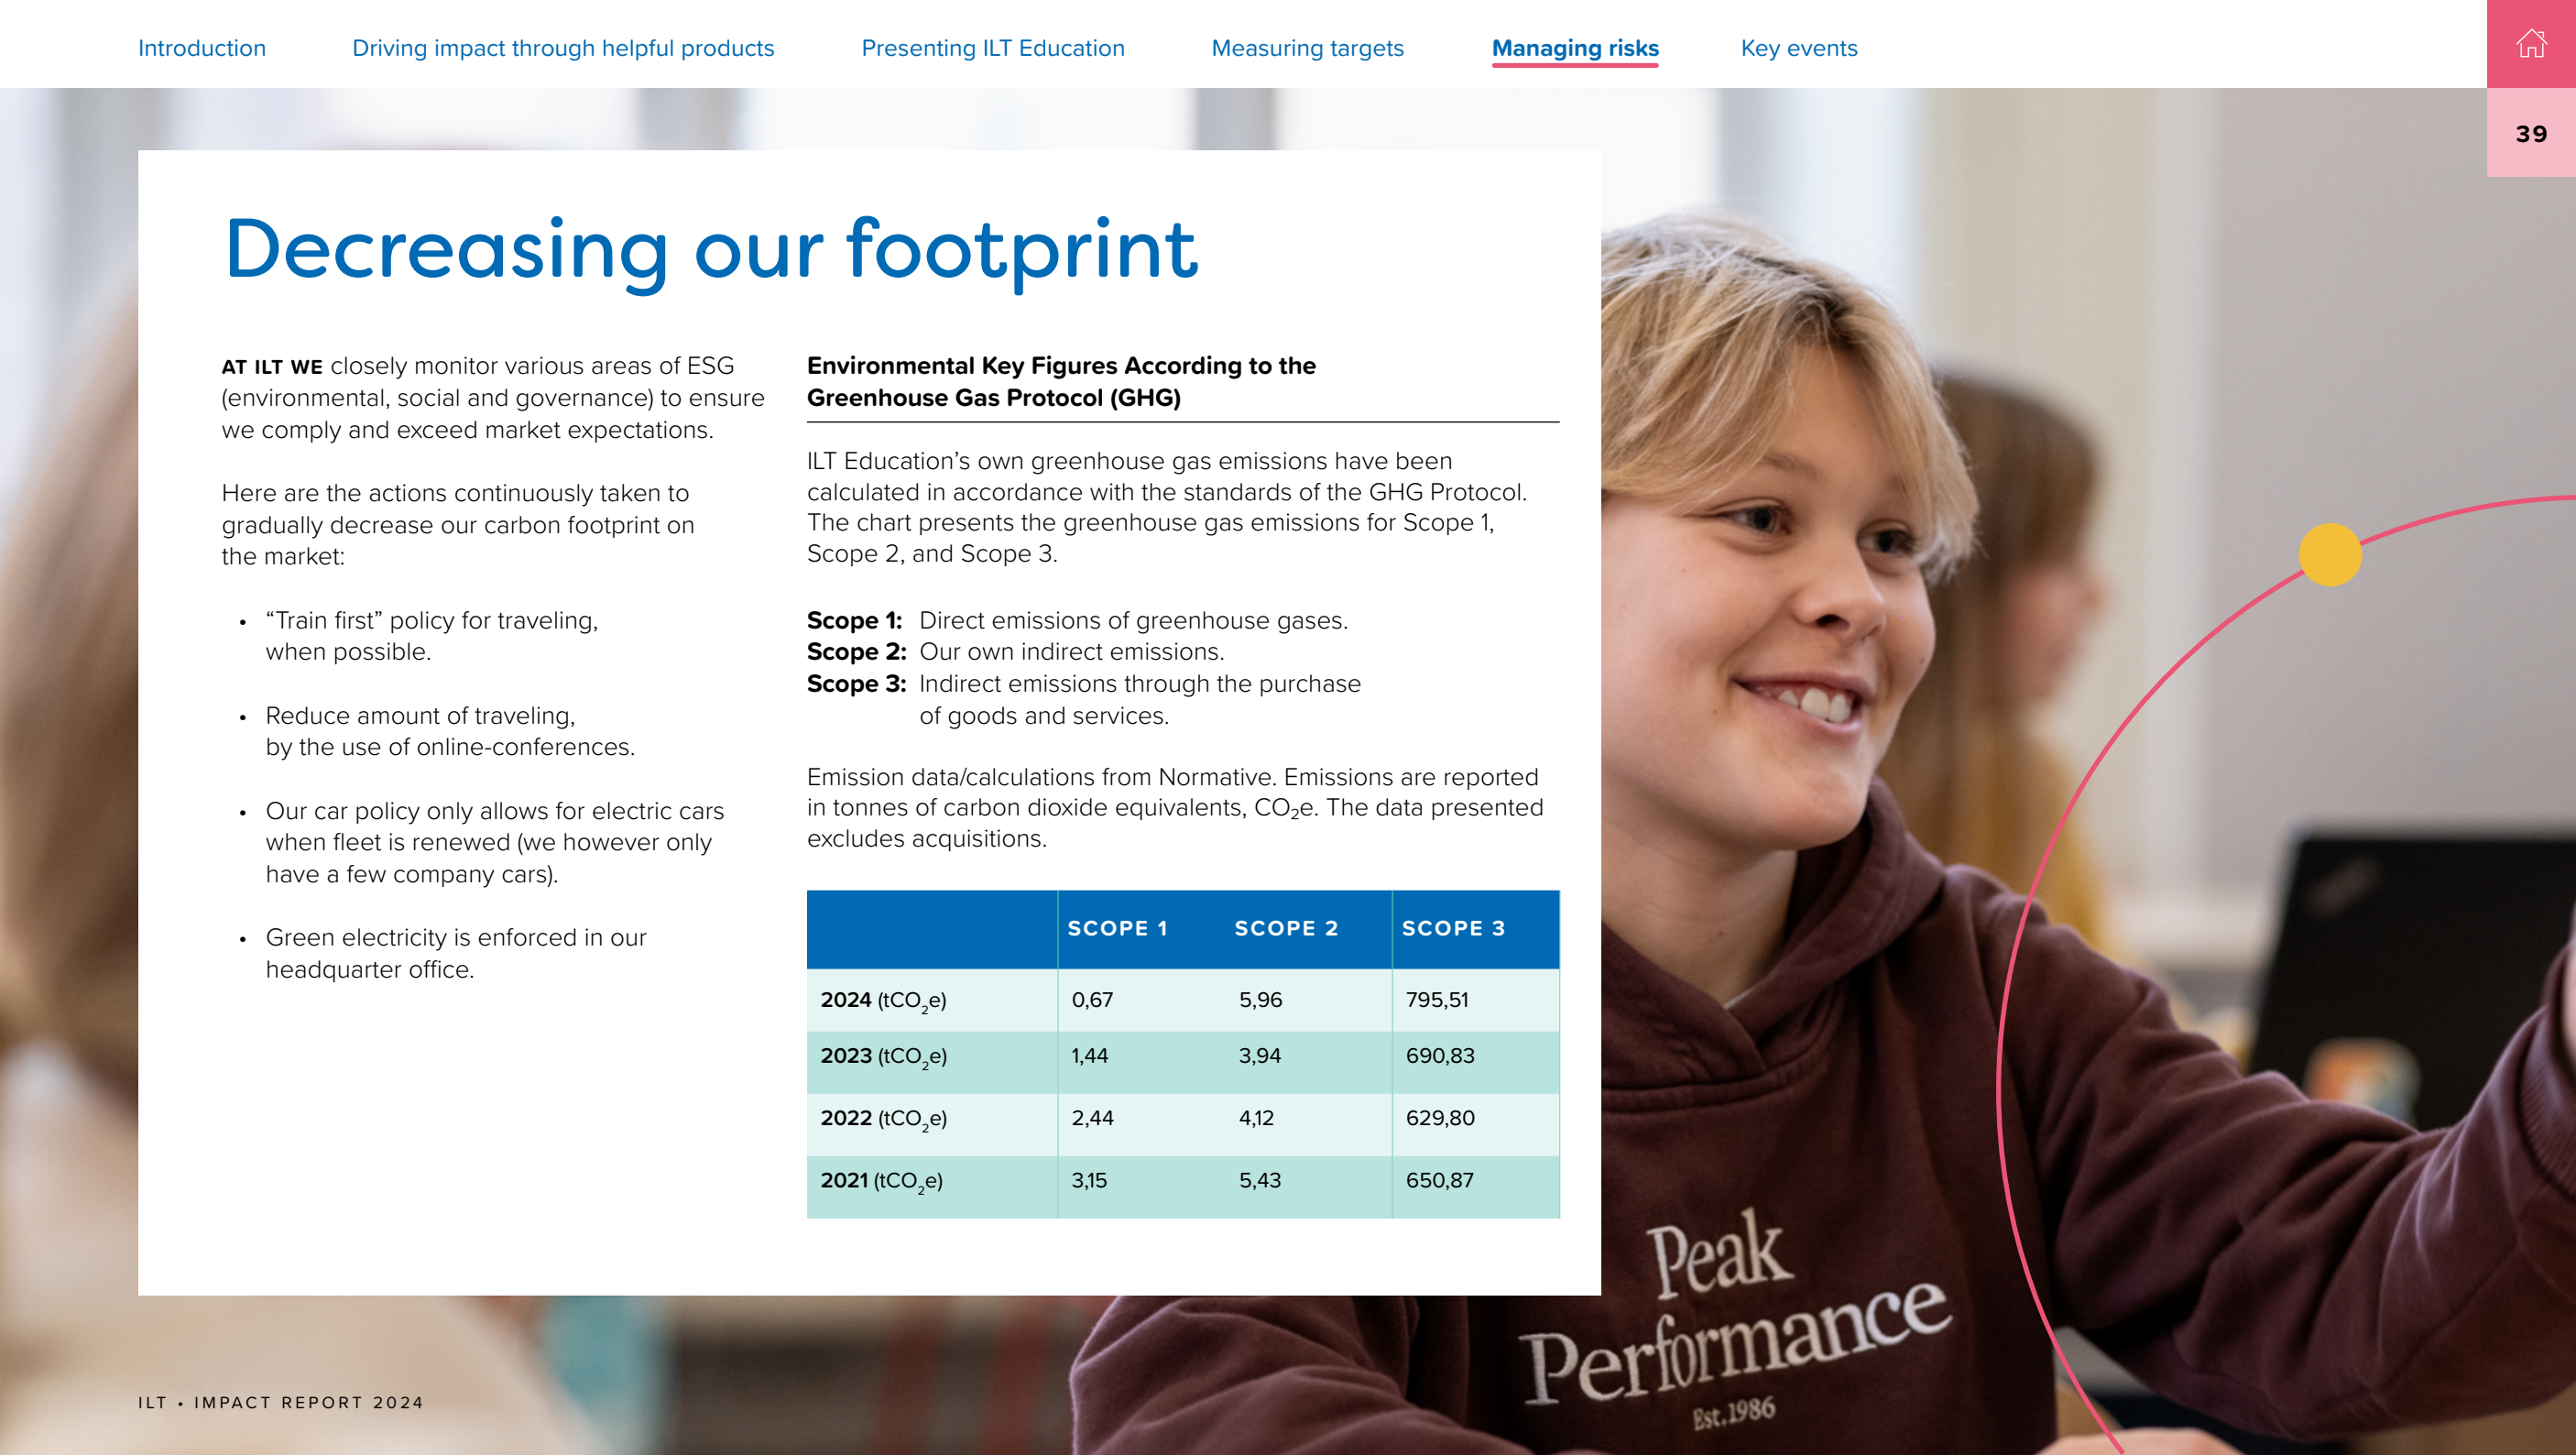 Introduction
Driving impact through helpful products
Presenting ILT Education
Measuring targets
Managing risks
Key events
39
Decreasing our footprint
AT ILT WE closely monitor various areas of ESG
(environmental, social and governance) to ensure
we comply and exceed market expectations.
Here are the actions continuously taken to
gradually decrease our carbon footprint on
the market:
• “Train first” policy for traveling,
when possible.
• Reduce amount of traveling,
by the use of online-conferences.
• Our car policy only allows for electric cars
when fleet is renewed (we however only
have a few company cars).
• Green electricity is enforced in our
headquarter office.
Environmental Key Figures According to the
Greenhouse Gas Protocol (GHG)
ILT Education’s own greenhouse gas emissions have been
calculated in accordance with the standards of the GHG Protocol.
The chart presents the greenhouse gas emissions for Scope 1,
Scope 2, and Scope 3.
Scope 1: Direct emissions of greenhouse gases.
Scope 2: Our own indirect emissions.
Scope 3: Indirect emissions through the purchase
of goods and services.
Emission data/calculations from Normative. Emissions are reported
in tonnes of carbon dioxide equivalents, CO₂e. The data presented
excludes acquisitions.
SCOPE 1 SCOPE 2 SCOPE 3
2024 (tCO₂e) 0,67 5,96 795,51
2023 (tCO₂e) 1,44 3,94 690,83
2022 (tCO₂e) 2,44 4,12 629,80
2021 (tCO₂e) 3,15 5,43 650,87
Peak
Performance
Est.1986
ILT • IMPACT REPORT 2024